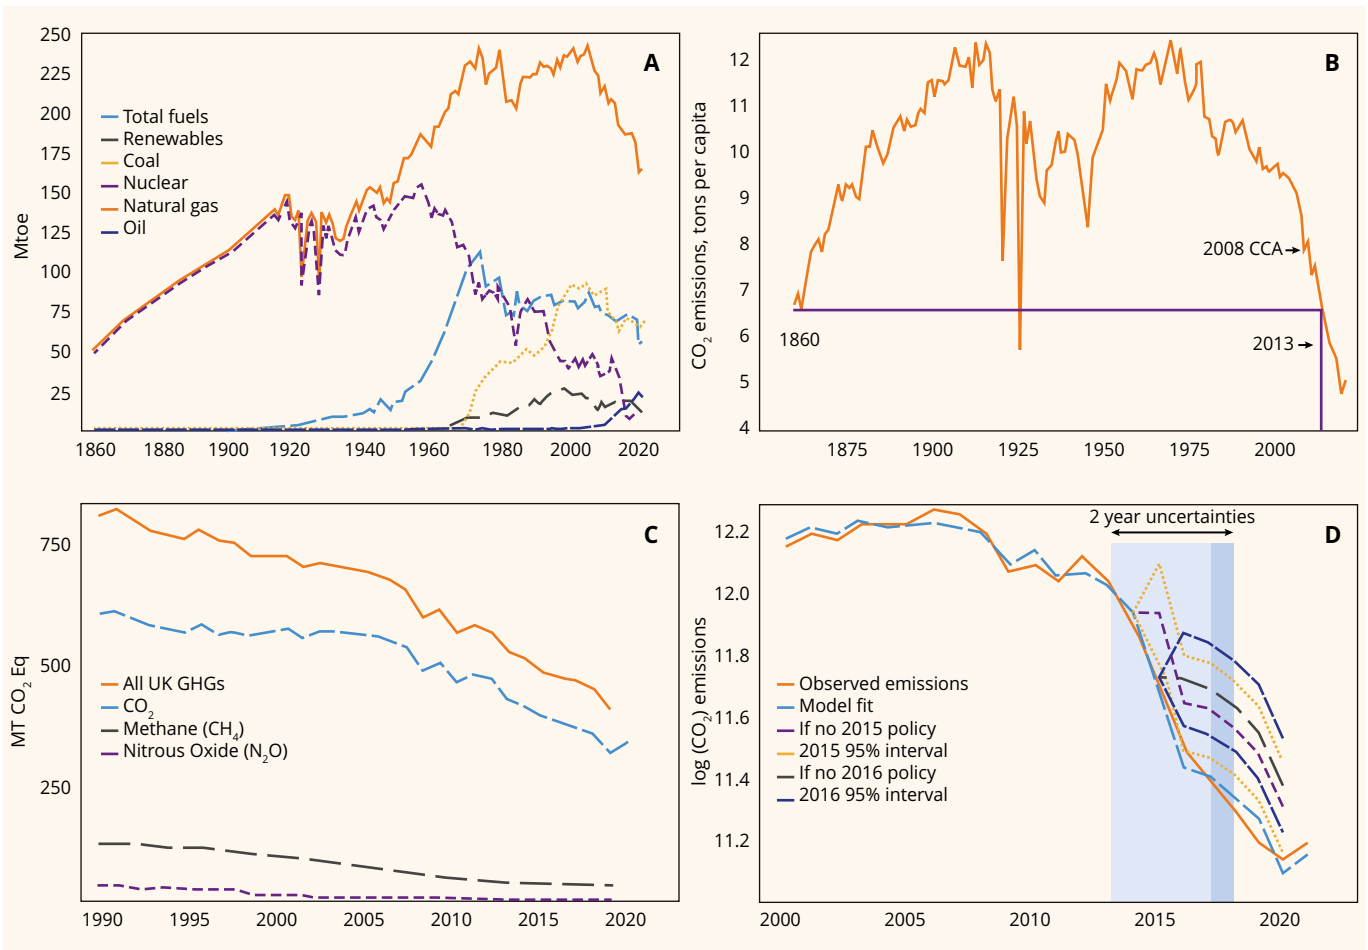 A
250
225
200
175
150
125
100
75
50
25
Mtoe
Total fuels
Renewables
Coal
Nuclear
Natural gas
Oil
1860 1880 1900 1920 1940 1960 1980 2000 2020
B
12
11
10
9
8
7
6
5
4
CO₂ emissions, tons per capita
2008 CCA
1860
2013
1875 1900 1925 1950 1975 2000
C
750
500
250
MT CO₂ Eq
All UK GHGs
CO₂
Methane (CH₄)
Nitrous Oxide (N₂O)
1990 1995 2000 2005 2010 2015 2020
D
2 year uncertainties
12.2
12.0
11.8
11.6
11.4
11.2
log (CO₂) emissions
Observed emissions
Model fit
If no 2015 policy
2015 95% interval
If no 2016 policy
2016 95% interval
2000 2005 2010 2015 2020